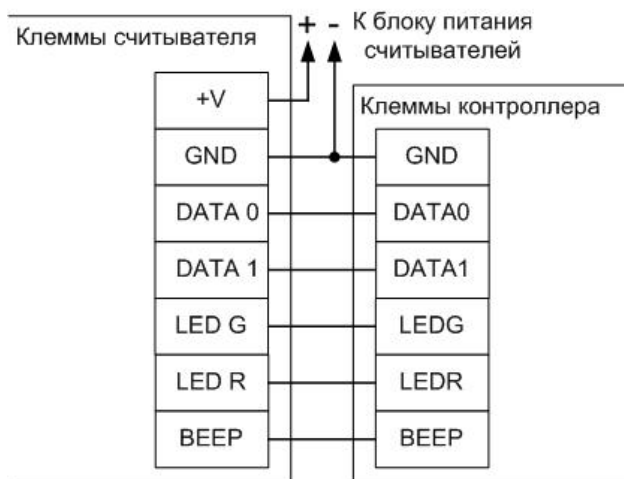 Клеммы считывателя
+ -
К блоку питания
считывателей
Клеммы контроллера
+V
GND
GND
DATA 0
DATA0
DATA 1
DATA1
LED G
LEDG
LED R
LEDR
BEEP
BEEP